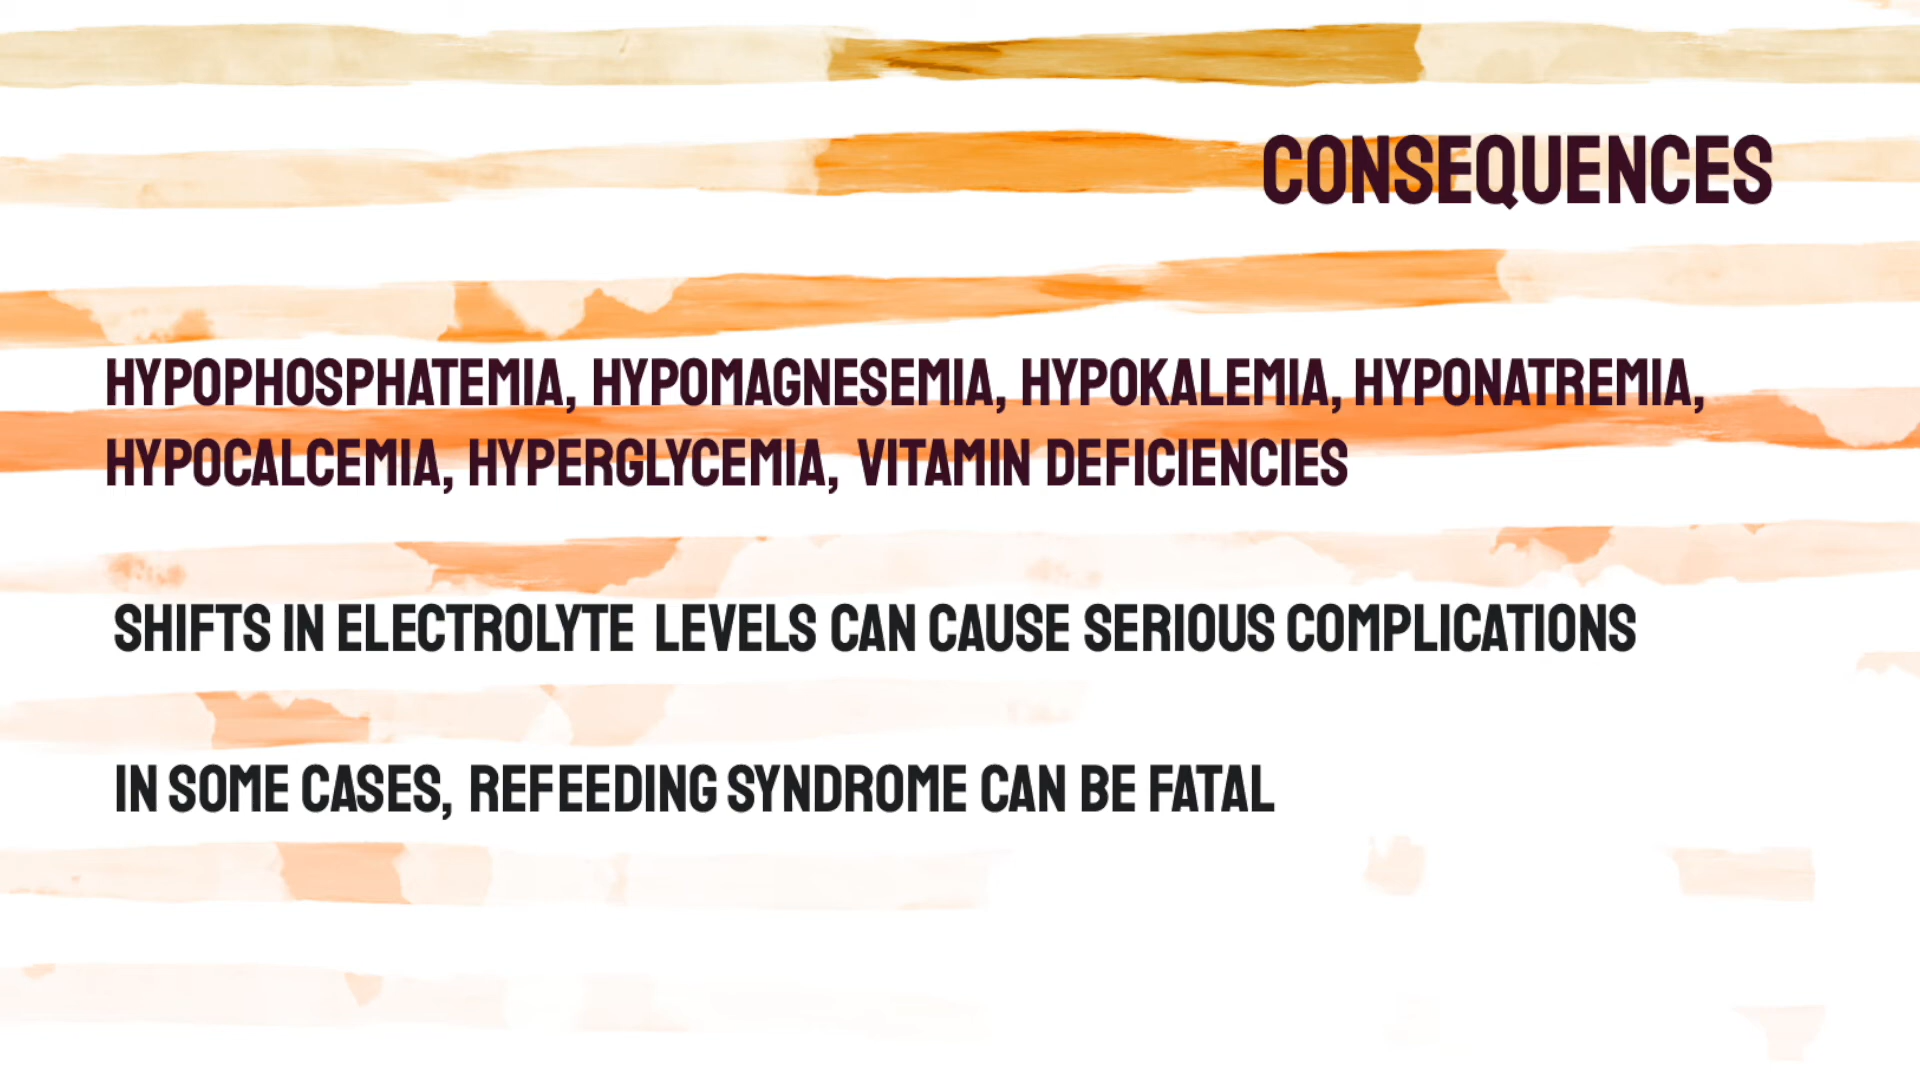 CONSEQUENCES
HYPOPHOSPHATEMIA, HYPOMAGNESEMIA, HYPOKALEMIA, HYPONATREMIA,
HYPOCALCEMIA, HYPERGLYCEMIA, VITAMIN DEFICIENCIES
SHIFTS IN ELECTROLYTE LEVELS CAN CAUSE SERIOUS COMPLICATIONS
IN SOME CASES, REFEEDING SYNDROME CAN BE FATAL